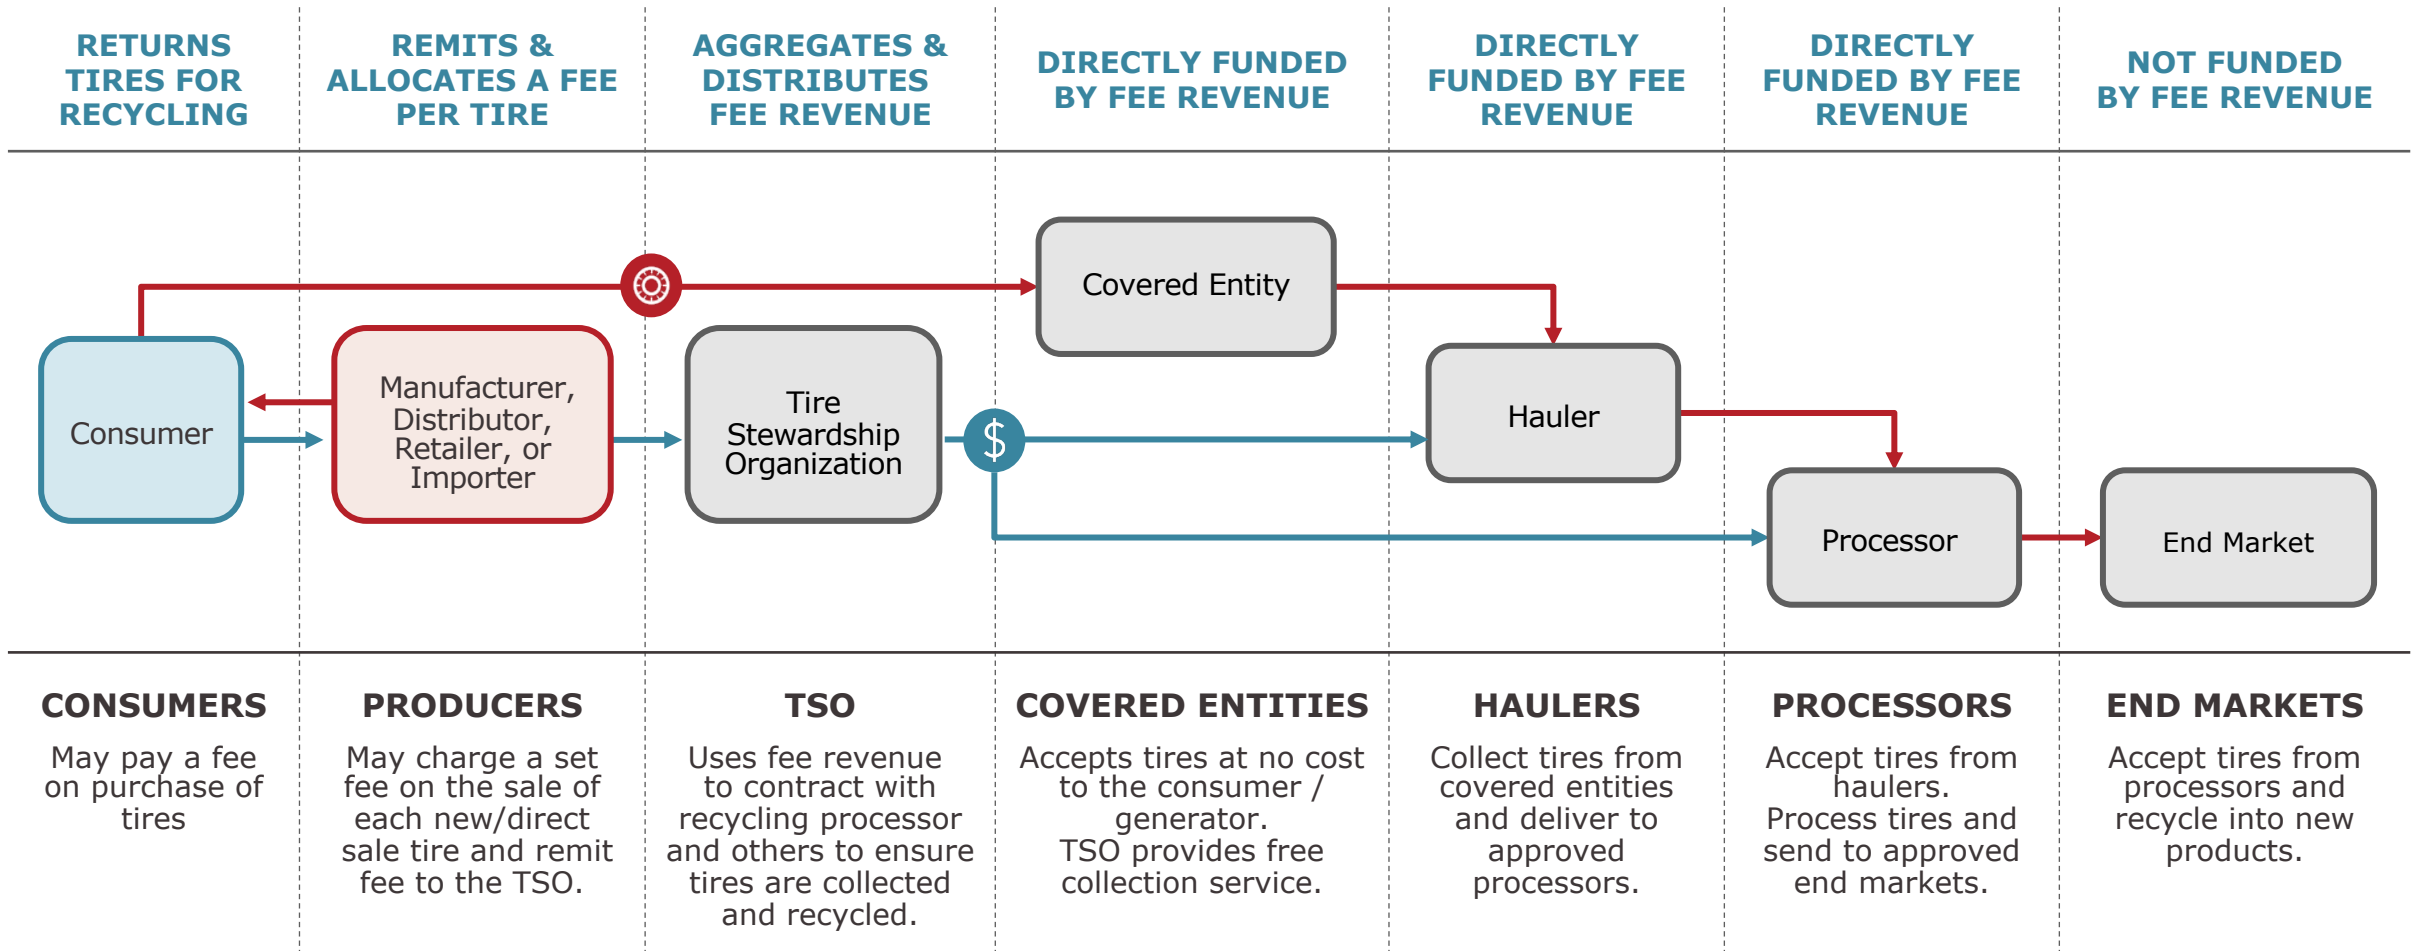 RETURNS
TIRES FOR
RECYCLING
REMITS &
ALLOCATES A FEE
PER TIRE
AGGREGATES &
DISTRIBUTES
FEE REVENUE
DIRECTLY FUNDED
BY FEE REVENUE
DIRECTLY
FUNDED BY FEE
REVENUE
DIRECTLY
FUNDED BY FEE
REVENUE
NOT FUNDED
BY FEE REVENUE
Covered Entity
Consumer
Manufacturer,
Distributor,
Retailer, or
Importer
Tire
Stewardship
Organization
$
Hauler
Processor
End Market
CONSUMERS
May pay a fee
on purchase of
tires
PRODUCERS
May charge a set
fee on the sale of
each new/direct
sale tire and remit
fee to the TSO.
TSO
Uses fee revenue
to contract with
recycling processor
and others to ensure
tires are collected
and recycled.
COVERED ENTITIES
Accepts tires at no cost
to the consumer /
generator.
TSO provides free
collection service.
HAULERS
Collect tires from
covered entities
and deliver to
approved
processors.
PROCESSORS
Accept tires from
haulers.
Process tires and
send to approved
end markets.
END MARKETS
Accept tires from
processors and
recycle into new
products.